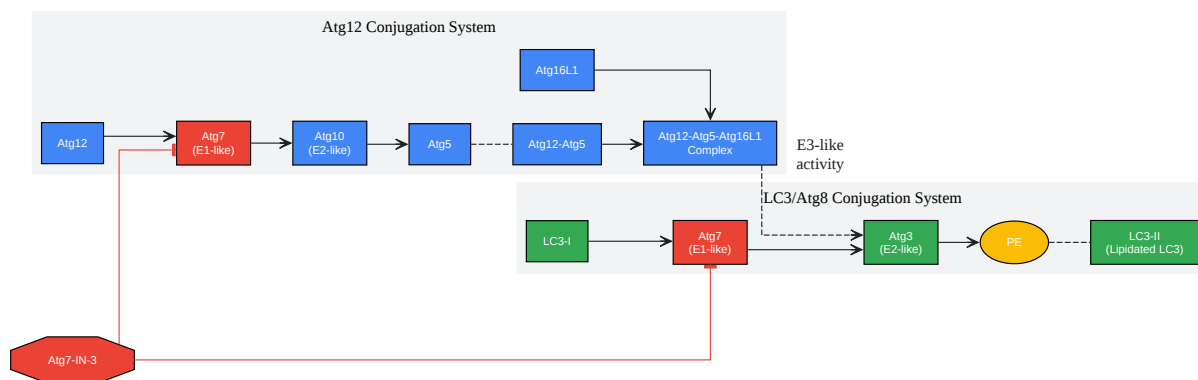 Atg12 Conjugation System
Atg16L1
Atg12
Atg7
(E1-like)
Atg10
(E2-like)
Atg5
Atg12-Atg5
Atg12-Atg5-Atg16L1
Complex
E3-like
activity
LC3/Atg8 Conjugation System
LC3-I
Atg7
(E1-like)
Atg3
(E2-like)
PE
LC3-II
(Lipidated LC3)
Atg7-IN-3